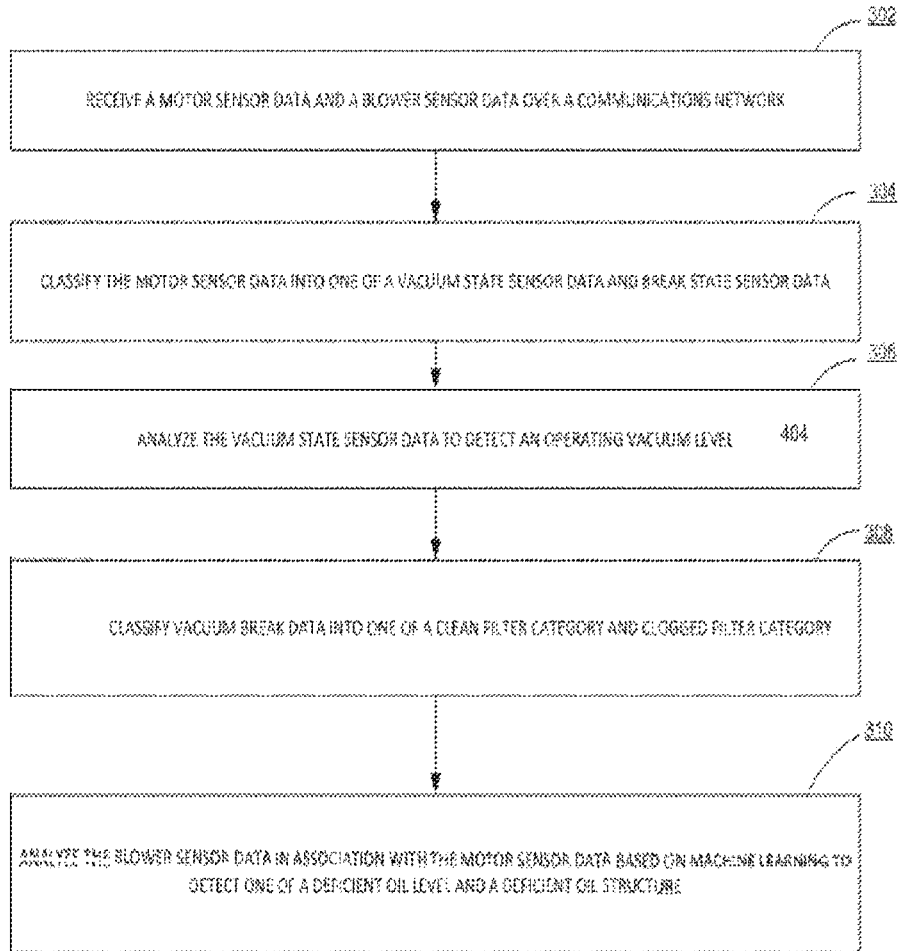 302
RECEIVE A MOTOR SENSOR DATA AND A BLOWER SENSOR DATA OVER A COMMUNICATIONS NETWORK
304
CLASSIFY THE MOTOR SENSOR DATA INTO ONE OF A VACUUM STATE SENSOR DATA AND BREAK STATE SENSOR DATA
306
ANALYZE THE VACUUM STATE SENSOR DATA TO DETECT AN OPERATING VACUUM LEVEL 404
308
CLASSIFY VACUUM BREAK DATA INTO ONE OF A CLEAN FILTER CATEGORY AND CLOGGED FILTER CATEGORY
310
ANALYZE THE BLOWER SENSOR DATA IN ASSOCIATION WITH THE MOTOR SENSOR DATA BASED ON MACHINE LEARNING TO
DETECT ONE OF A DEFICIENT OIL LEVEL AND A DEFICIENT OIL STRUCTURE